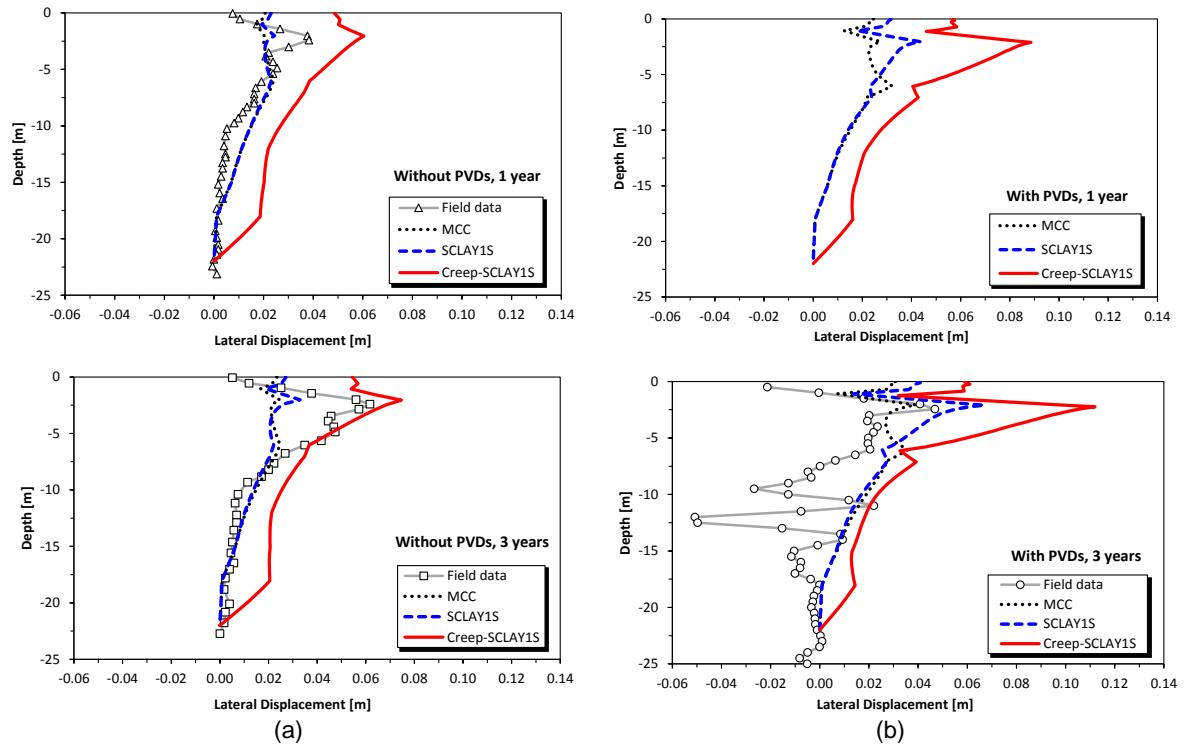 0
-5
-10
-15
-20
-25
Depth [m]
Without PVDs, 1 year
Field data
MCC
SCLAY1S
Creep-SCLAY1S
-0.06 -0.04 -0.02 0.00 0.02 0.04 0.06 0.08 0.10 0.12 0.14
Lateral Displacement [m]
0
-5
-10
-15
-20
-25
Depth [m]
With PVDs, 1 year
MCC
SCLAY1S
Creep-SCLAY1S
-0.06 -0.04 -0.02 0.00 0.02 0.04 0.06 0.08 0.10 0.12 0.14
Lateral Displacement [m]
0
-5
-10
-15
-20
-25
Depth [m]
Without PVDs, 3 years
Field data
MCC
SCLAY1S
Creep-SCLAY1S
-0.06 -0.04 -0.02 0.00 0.02 0.04 0.06 0.08 0.10 0.12 0.14
Lateral Displacement [m]
(a)
0
-5
-10
-15
-20
-25
Depth [m]
With PVDs, 3 years
Field data
MCC
SCLAY1S
Creep-SCLAY1S
-0.06 -0.04 -0.02 0.00 0.02 0.04 0.06 0.08 0.10 0.12 0.14
Lateral Displacement [m]
(b)